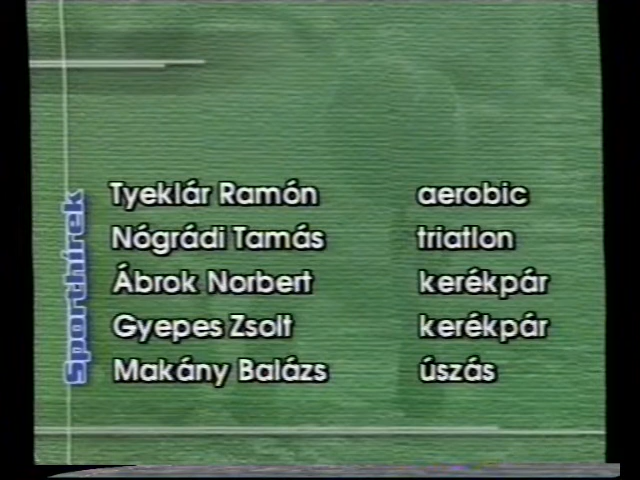 Sporthírek
Tyeklár Ramón aerobic
Nógrádi Tamás triatlon
Ábrok Norbert kerékpár
Gyepes Zsolt kerékpár
Makány Balázs úszás